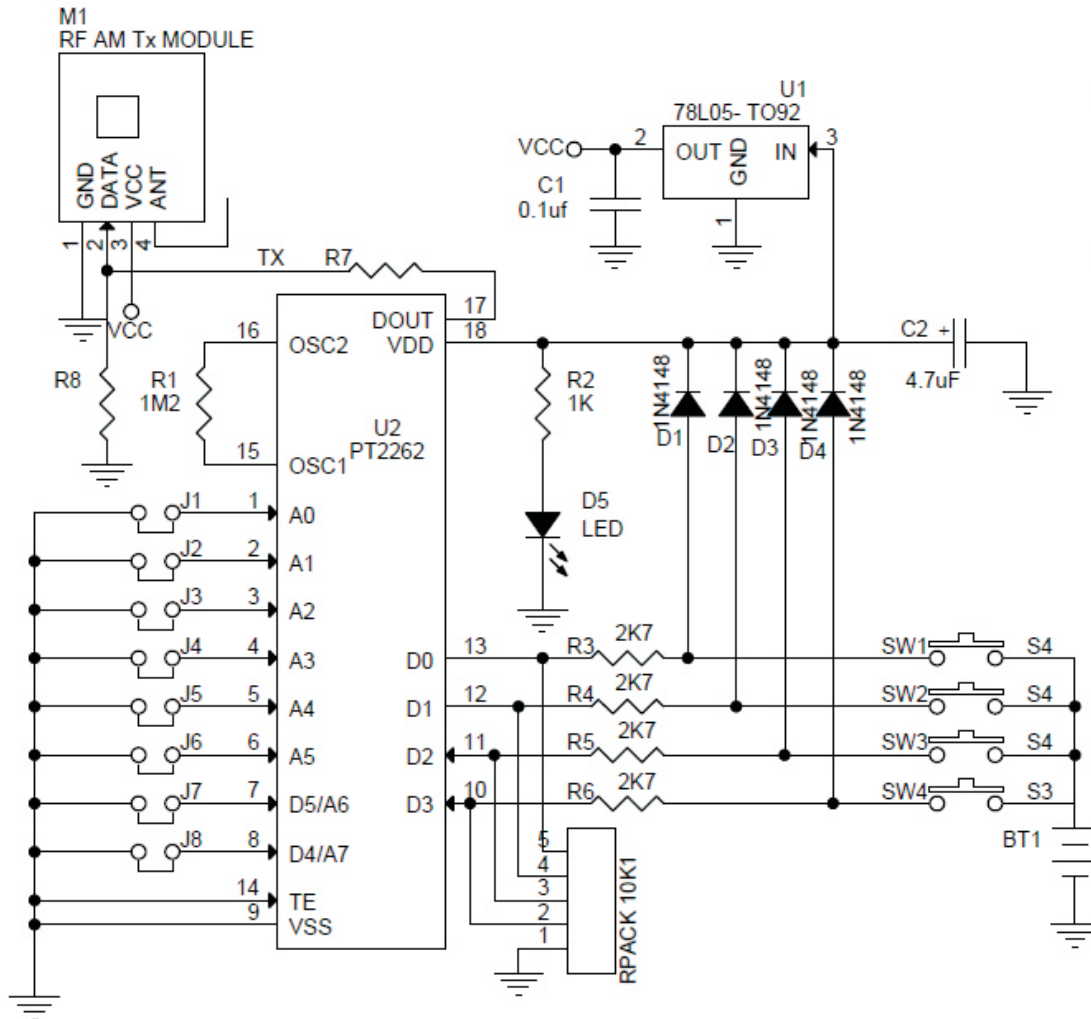 M1
RF AM Tx MODULE
GND
DATA
VCC
ANT
1
2
3
4
VCC
TX
R7
R8
U1
78L05- TO92
VCC
2
OUT
GND
IN
3
1
C1
0.1uf
16
OSC2
R1
1M2
15
OSC1
U2
PT2262
DOUT
17
VDD
18
C2 +
4.7uF
R2
1K
1N4148
D1
1N4148
D2
1N4148
D3
1N4148
D4
D5
LED
J1
1
A0
J2
2
A1
J3
3
A2
J4
4
A3
J5
5
A4
J6
6
A5
J7
7
D5/A6
J8
8
D4/A7
14
TE
9
VSS
D0
13
R3
2K7
SW1
S4
D1
12
R4
2K7
SW2
S4
D2
11
R5
2K7
SW3
S4
D3
10
R6
2K7
SW4
S3
BT1
5
4
3
2
1
RPACK 10K1